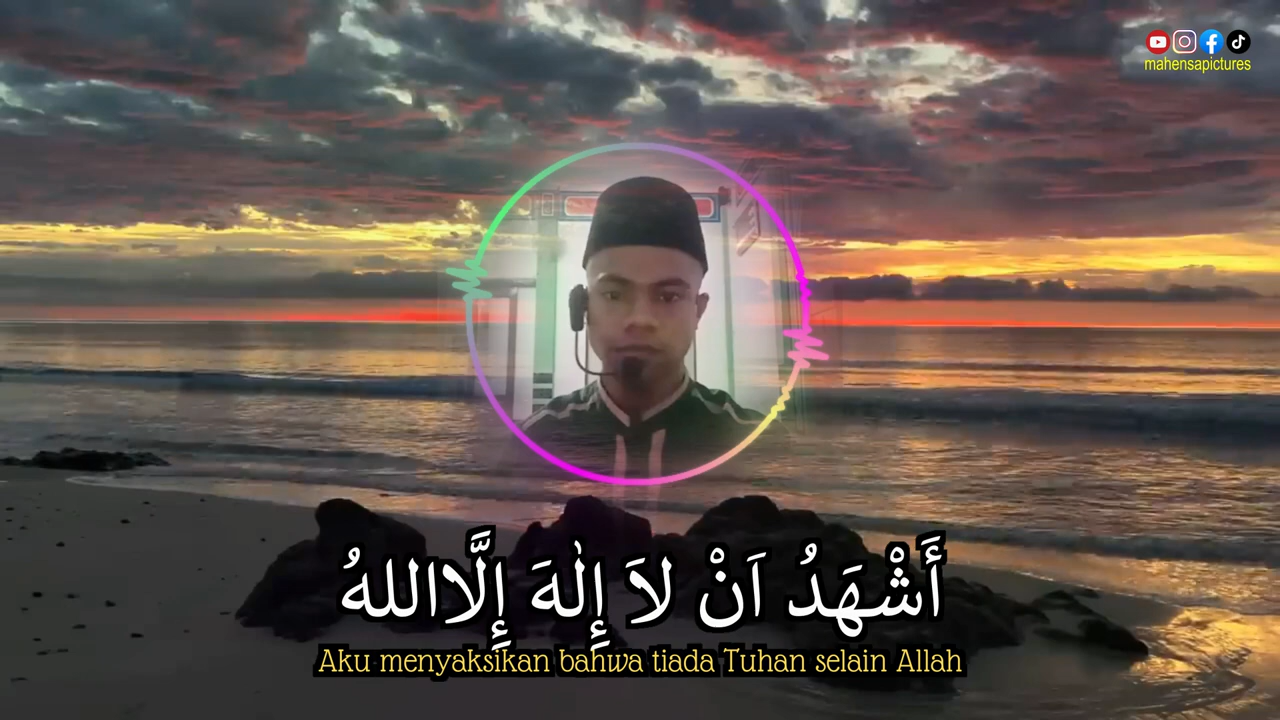 mahensapictures
أَشْهَدُ اَنْ لاَ إِلٰهَ إِلَّاالله
Aku menyaksikan bahwa tiada Tuhan selain Allah